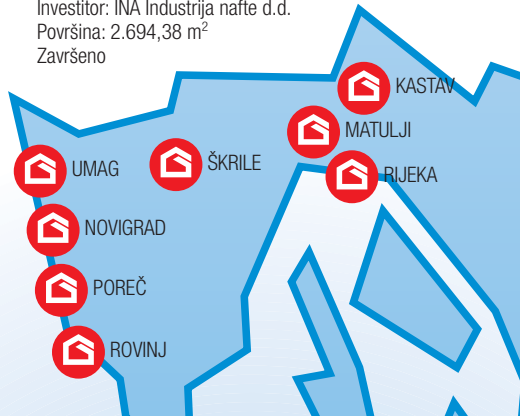 Investitor: INA Industrija nafte d.d.
Površina: 2.694,38 m²
Završeno
KASTAV
MATULJI
UMAG
ŠKRILE
RIJEKA
NOVIGRAD
POREČ
ROVINJ